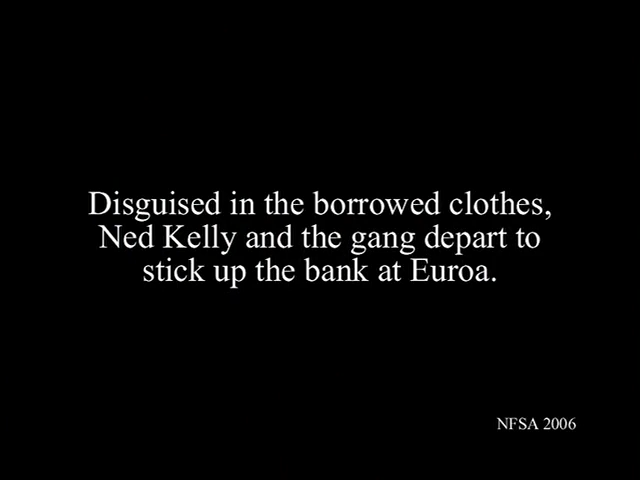 Disguised in the borrowed clothes,
Ned Kelly and the gang depart to
stick up the bank at Euroa.
NFSA 2006